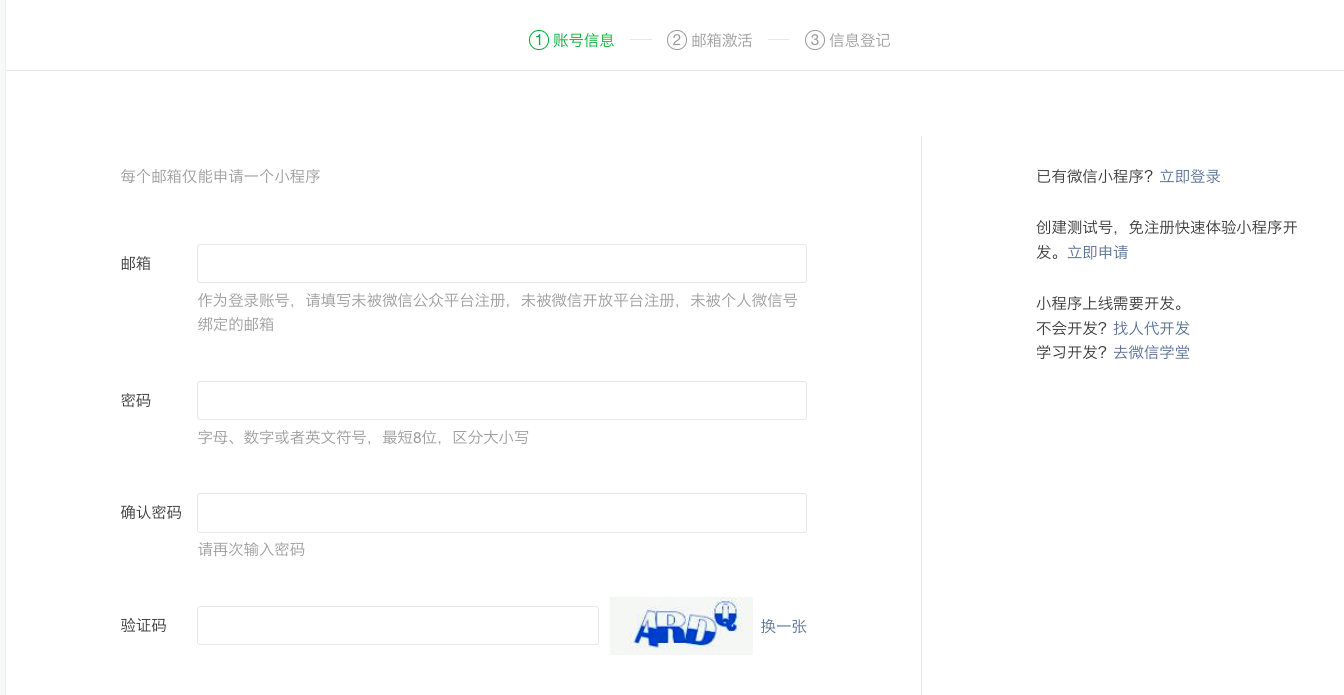 ① 账号信息 ② 邮箱激活 ③ 信息登记
每个邮箱仅能申请一个小程序
邮箱
作为登录账号，请填写未被微信公众平台注册，未被微信开放平台注册，未被个人微信号
绑定的邮箱
密码
字母、数字或者英文符号，最短8位，区分大小写
确认密码
请再次输入密码
验证码
ARDQ
换一张
已有微信小程序？立即登录
创建测试号，免注册快速体验小程序开
发。立即申请
小程序上线需要开发。
不会开发？找人代开发
学习开发？去微信学堂